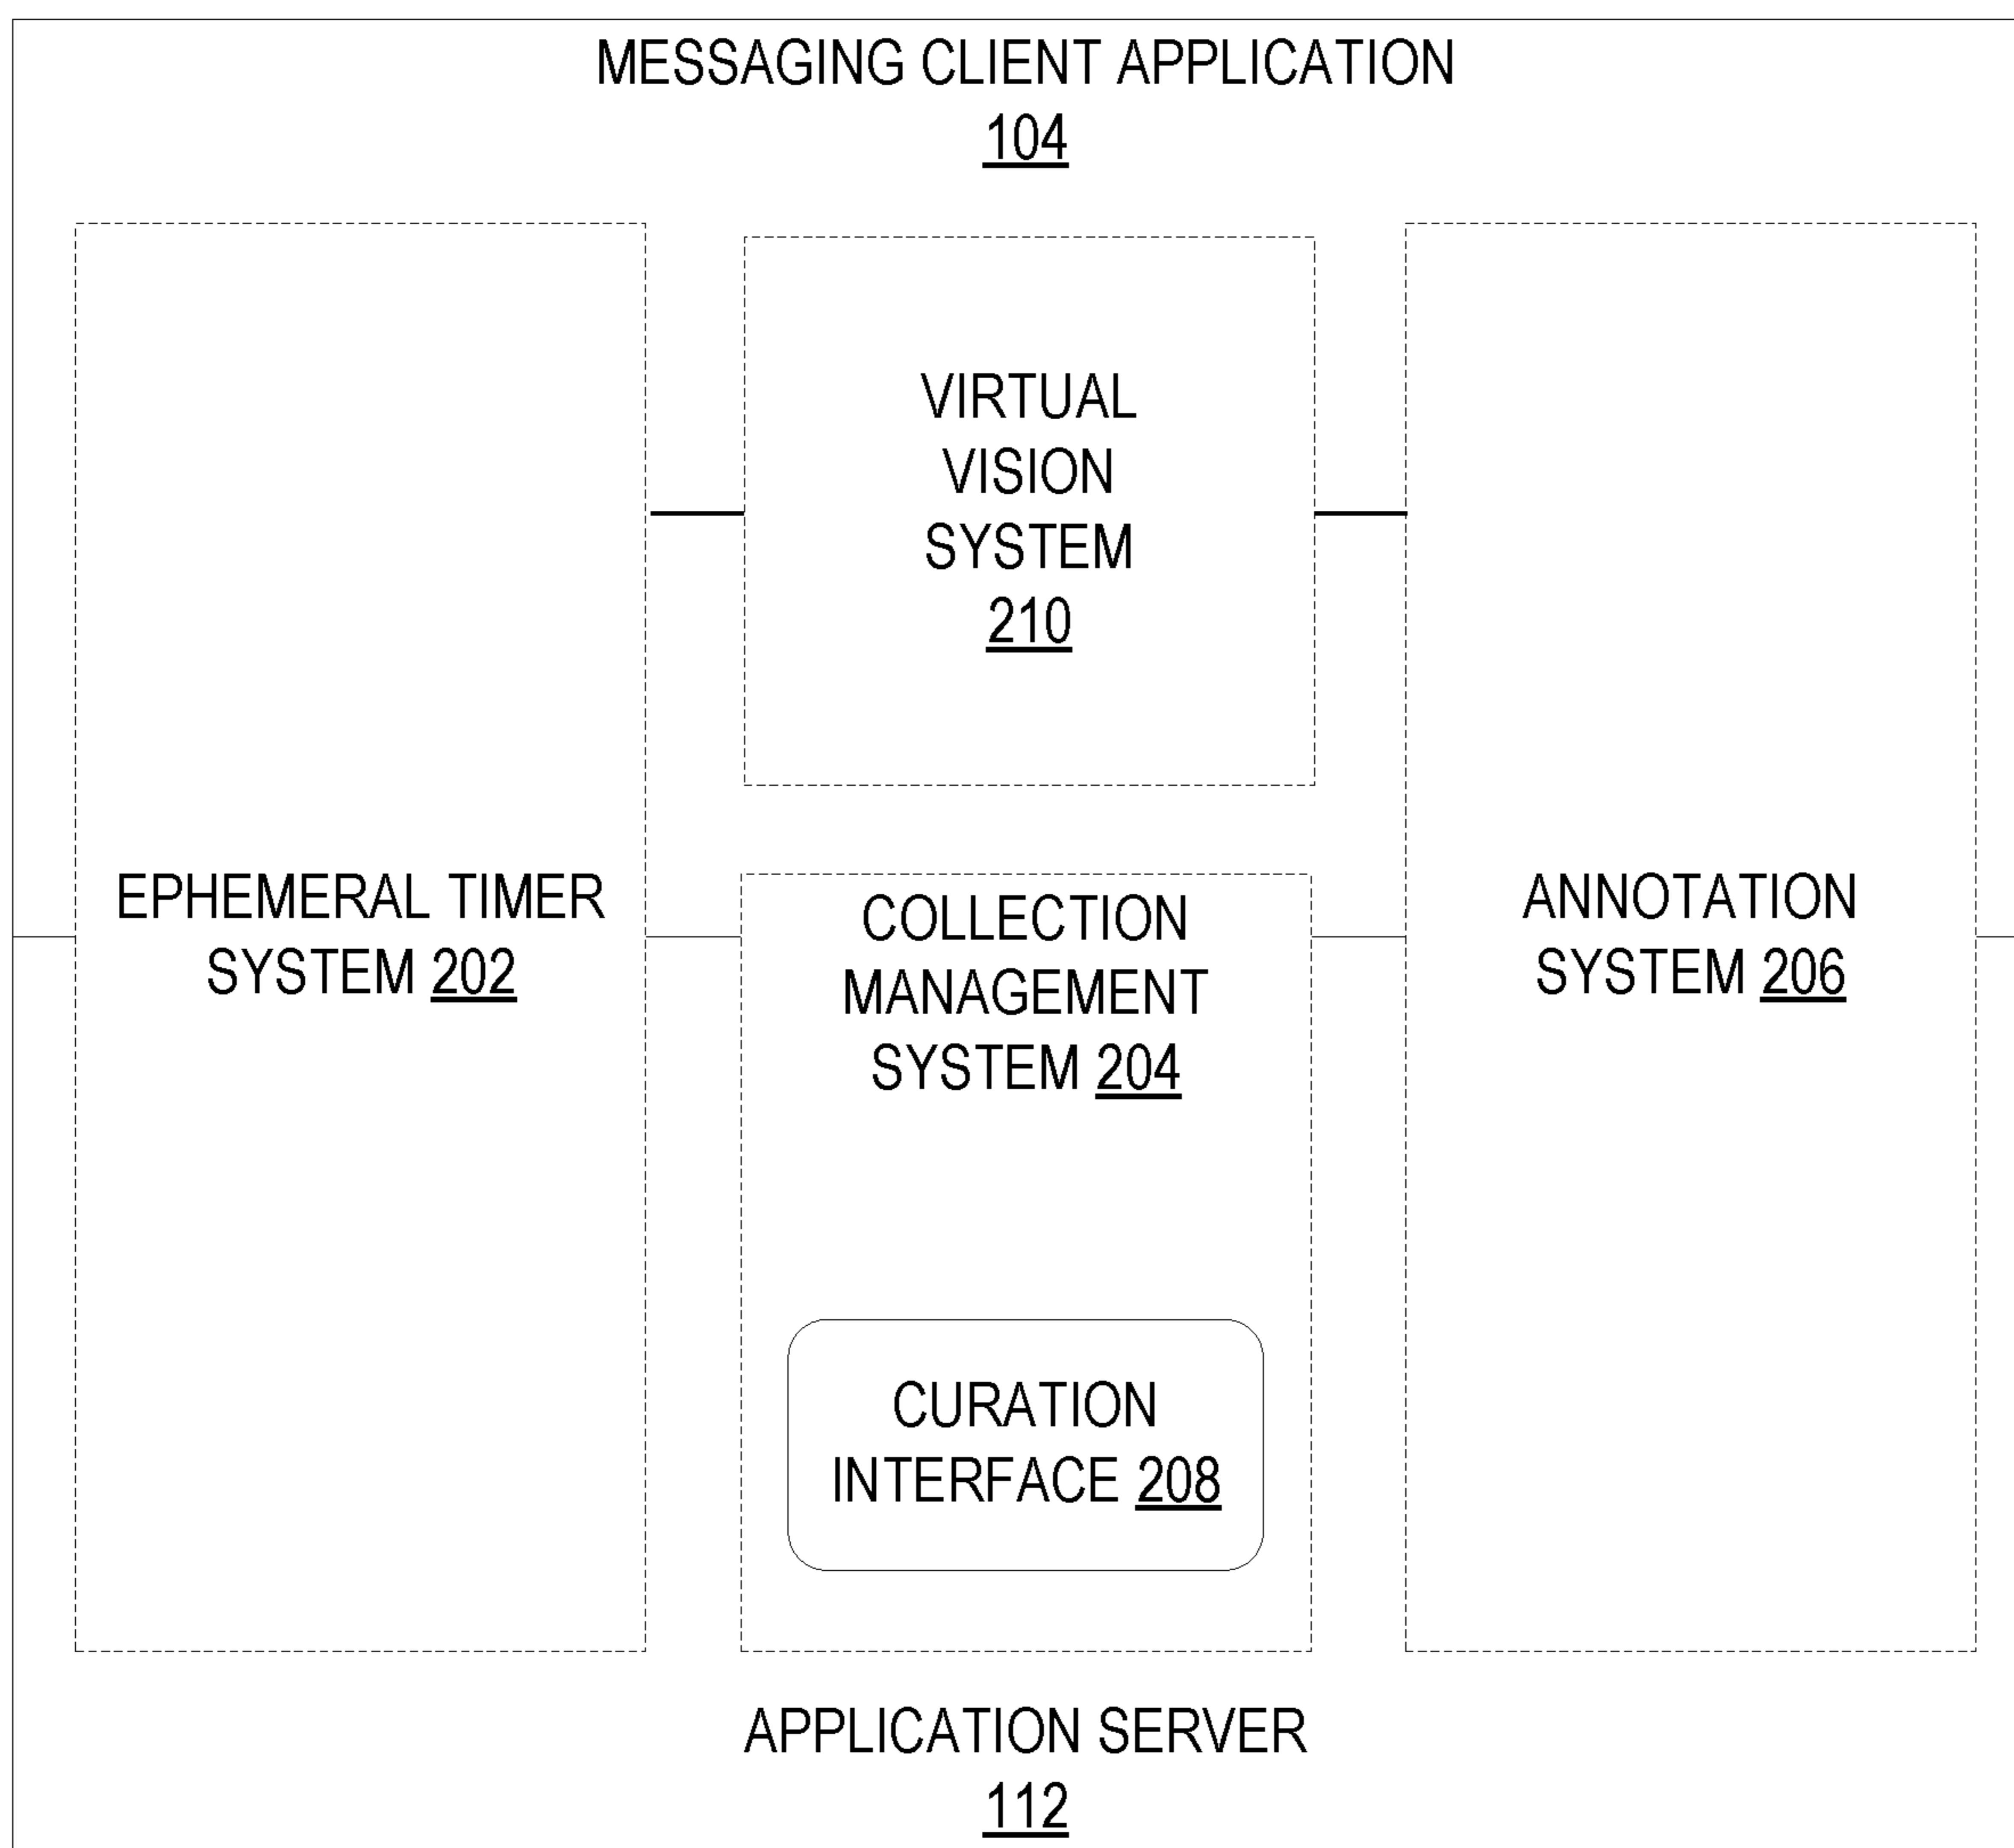 MESSAGING CLIENT APPLICATION
104
VIRTUAL
VISION
SYSTEM
210
EPHEMERAL TIMER
SYSTEM 202
COLLECTION
MANAGEMENT
SYSTEM 204
ANNOTATION
SYSTEM 206
CURATION
INTERFACE 208
APPLICATION SERVER
112